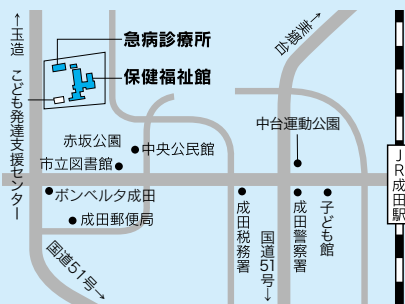 ←玉造
急病診療所
保健福祉館
こども発達支援センター
←美郷台
中台運動公園
赤坂公園
中央公民館
市立図書館
ボンベルタ成田
成田郵便局
国道51号→
成田税務署
国道51号→
成田警察署
子ども館
JR成田駅